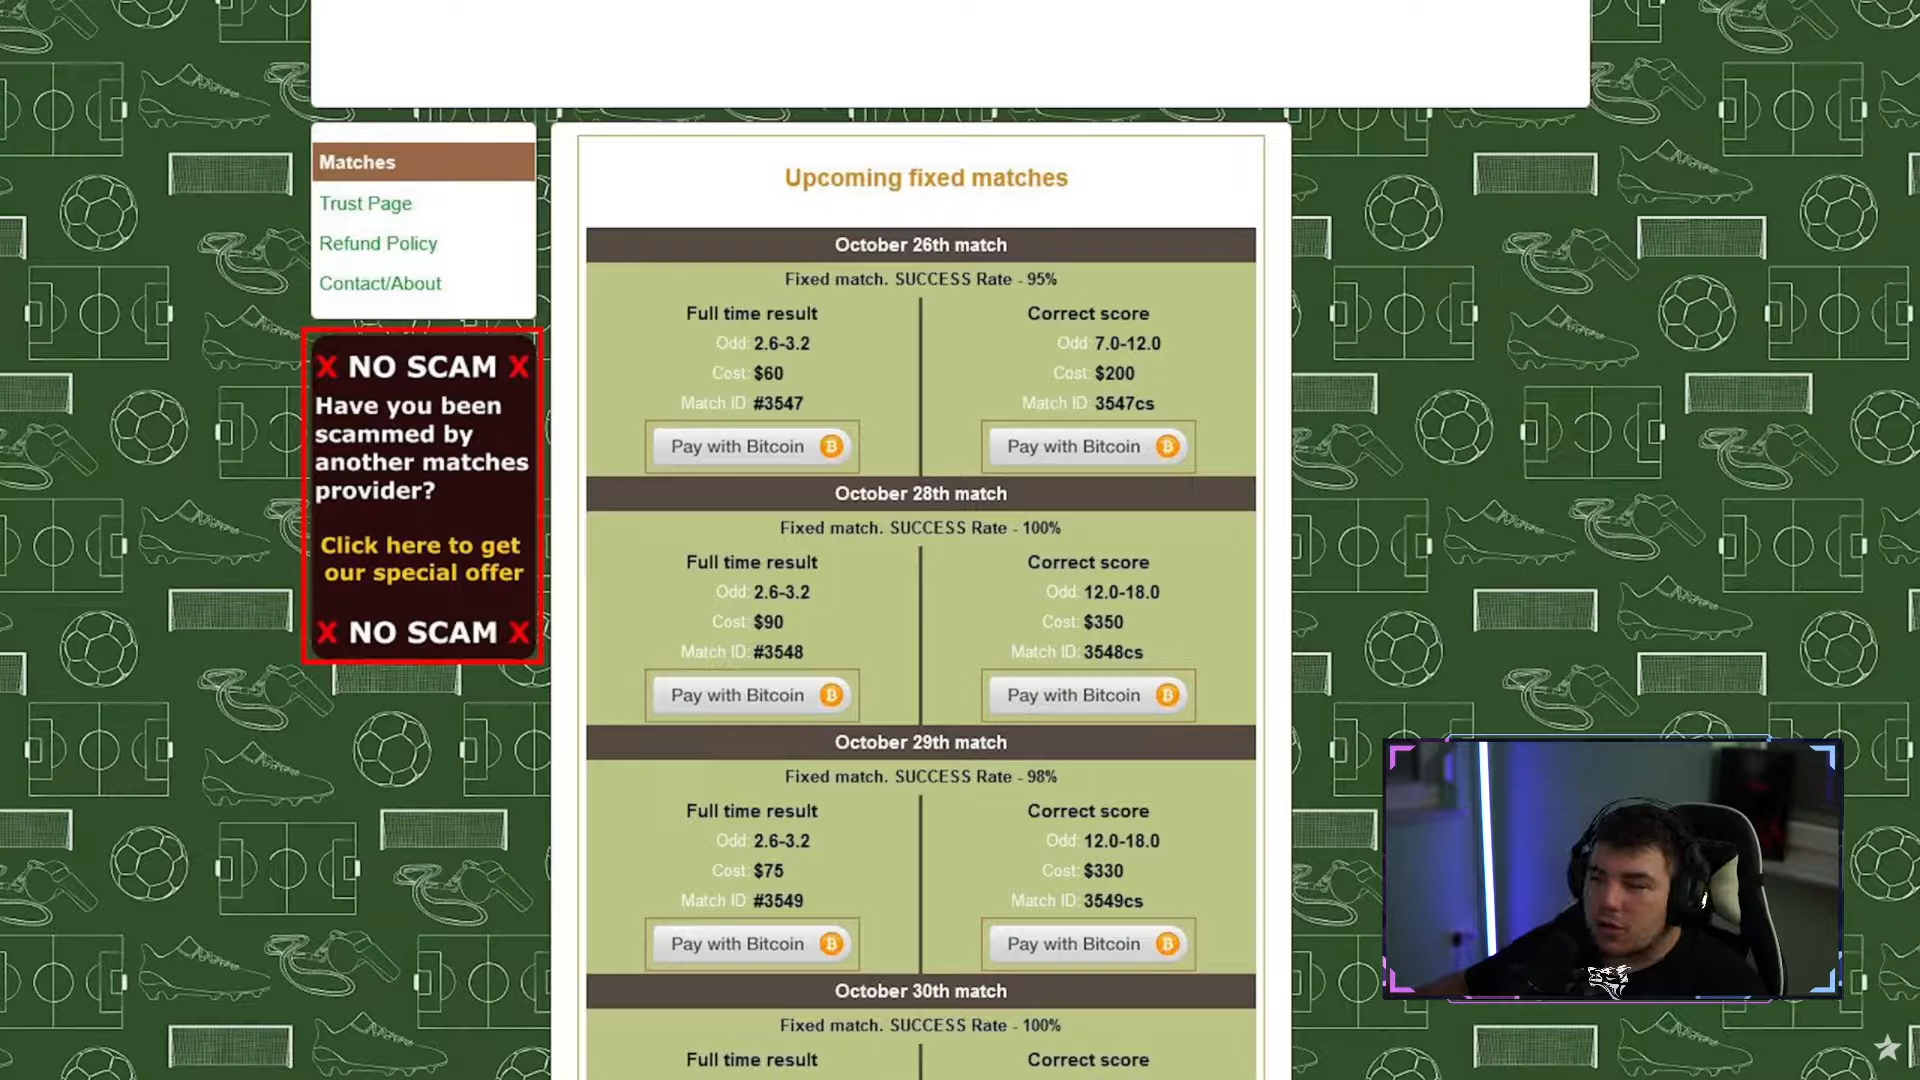 Matches
Trust Page
Refund Policy
Contact/About
X NO SCAM X
Have you been
scammed by
another matches
provider?
Click here to get
our special offer
X NO SCAM X
Upcoming fixed matches
October 26th match
Fixed match. SUCCESS Rate - 95%
Full time result
Odd: 2.6-3.2
Cost: $60
Match ID: #3547
Pay with Bitcoin
Correct score
Odd: 7.0-12.0
Cost: $200
Match ID: 3547cs
Pay with Bitcoin
October 28th match
Fixed match. SUCCESS Rate - 100%
Full time result
Odd: 2.6-3.2
Cost: $90
Match ID: #3548
Pay with Bitcoin
Correct score
Odd: 12.0-18.0
Cost: $350
Match ID: 3548cs
Pay with Bitcoin
October 29th match
Fixed match. SUCCESS Rate - 98%
Full time result
Odd: 2.6-3.2
Cost: $75
Match ID: #3549
Pay with Bitcoin
Correct score
Odd: 12.0-18.0
Cost: $330
Match ID: 3549cs
Pay with Bitcoin
October 30th match
Fixed match. SUCCESS Rate - 100%
Full time result
Correct score